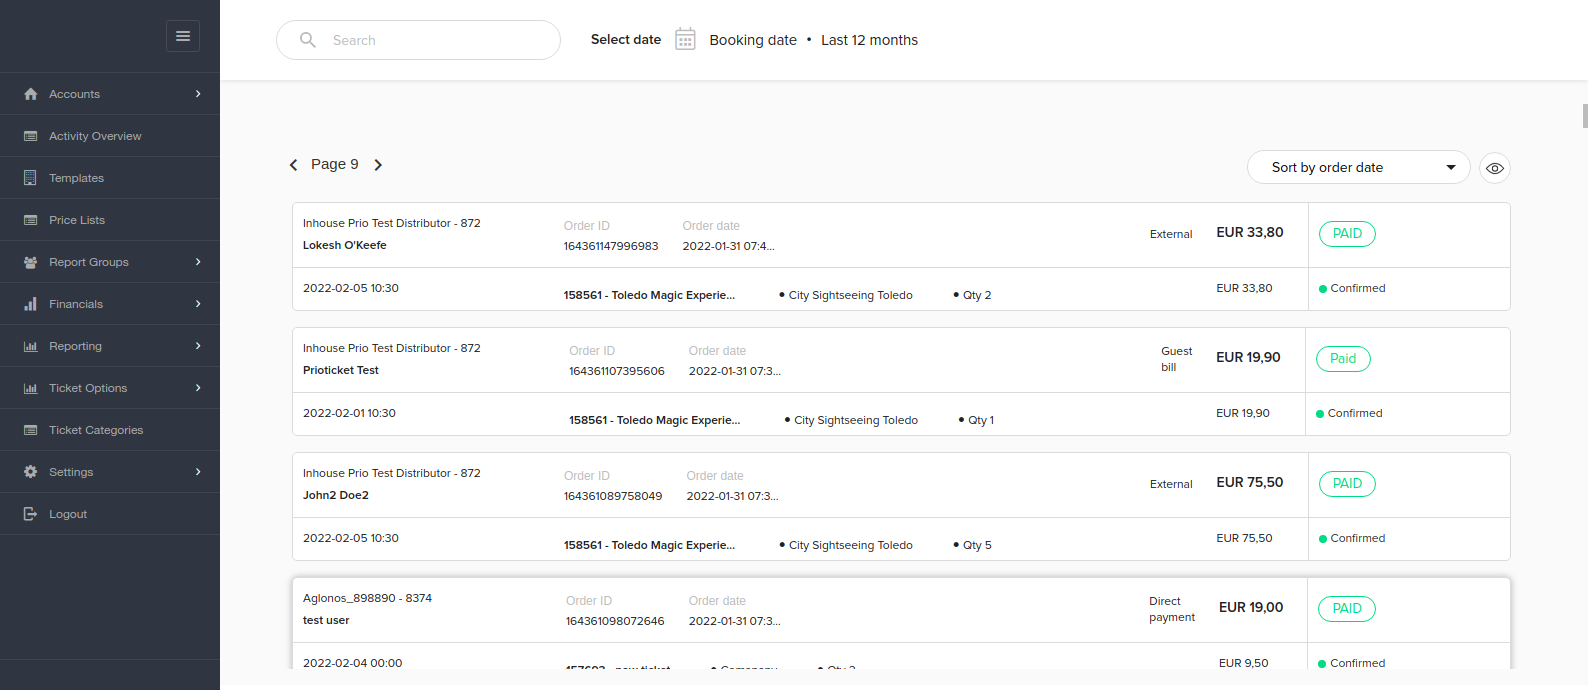 Search
Select date
Booking date • Last 12 months
Accounts
Activity Overview
Templates
Price Lists
Report Groups
Financials
Reporting
Ticket Options
Ticket Categories
Settings
Logout
Page 9
Sort by order date
Inhouse Prio Test Distributor - 872
Lokesh O'Keefe
Order ID
164361147996983
Order date
2022-01-31 07:4...
External
EUR 33,80
PAID
2022-02-05 10:30
158561 - Toledo Magic Experie...
• City Sightseeing Toledo
• Qty 2
EUR 33,80
Confirmed
Inhouse Prio Test Distributor - 872
Prioticket Test
Order ID
164361107395606
Order date
2022-01-31 07:3...
Guest
bill
EUR 19,90
Paid
2022-02-01 10:30
158561 - Toledo Magic Experie...
• City Sightseeing Toledo
• Qty 1
EUR 19,90
Confirmed
Inhouse Prio Test Distributor - 872
John2 Doe2
Order ID
164361089758049
Order date
2022-01-31 07:3...
External
EUR 75,50
PAID
2022-02-05 10:30
158561 - Toledo Magic Experie...
• City Sightseeing Toledo
• Qty 5
EUR 75,50
Confirmed
Aglonos_898890 - 8374
test user
Order ID
164361098072646
Order date
2022-01-31 07:3...
Direct
payment
EUR 19,00
PAID
2022-02-04 00:00
EUR 9,50
Confirmed